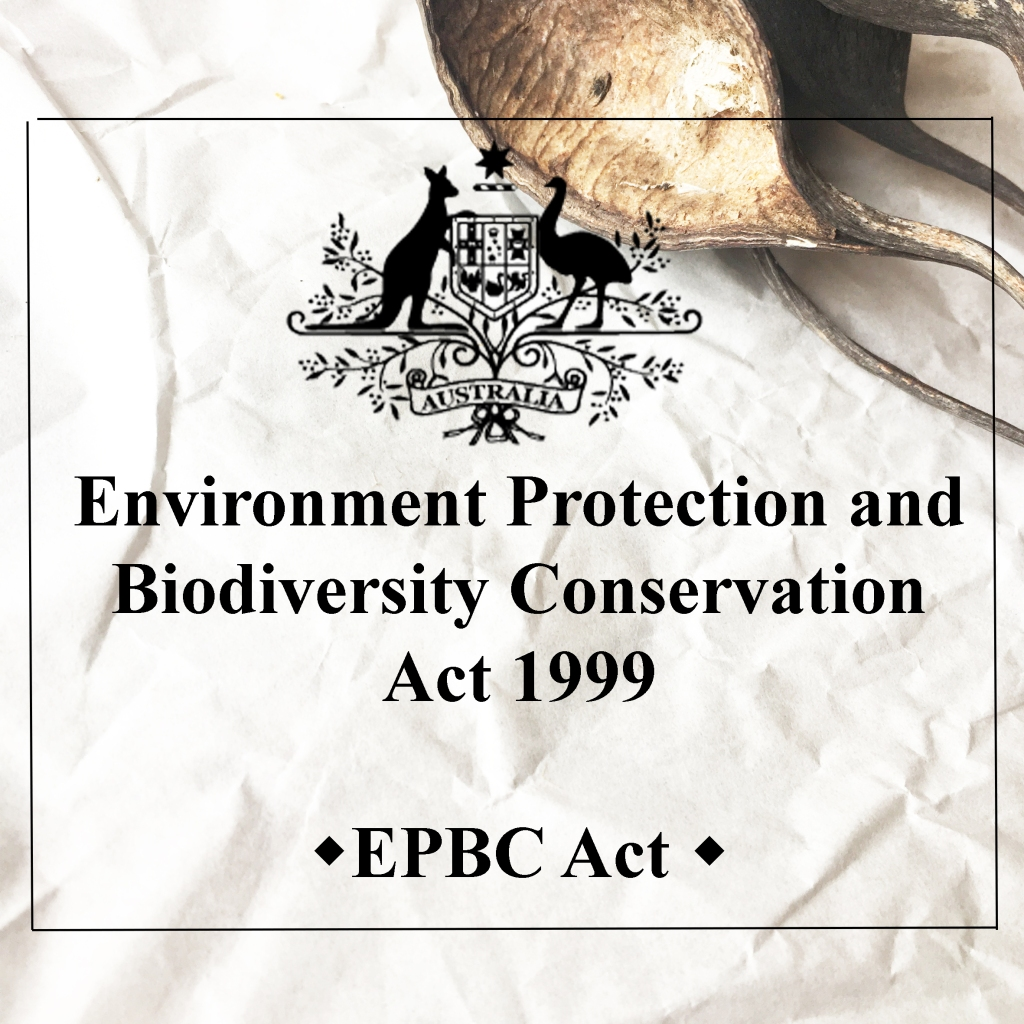 AUSTRALIA
Environment Protection and
Biodiversity Conservation
Act 1999
◆EPBC Act ◆